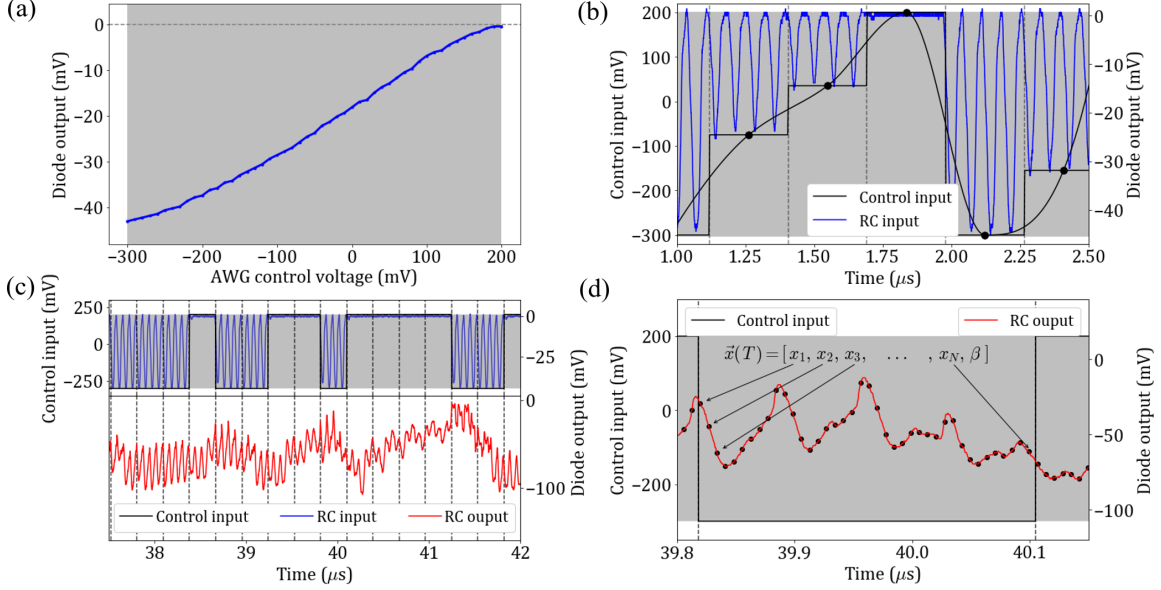 (a)
0
−10
−20
−30
−40
Diode output (mV)
−300
−200
−100
0
100
200
AWG control voltage (mV)
(b)
200
100
0
−100
−200
−300
Control input (mV)
0
−10
−20
−30
−40
Diode output (mV)
Control input
RC input
1.00
1.25
1.50
1.75
2.00
2.25
2.50
Time (μs)
(c)
250
0
−250
Control input (mV)
0
−25
0
−100
Diode output (mV)
Control input
RC input
RC ouput
38
39
40
41
42
Time (μs)
(d)
Control input
RC ouput
x⃗(T)=[x₁, x₂, x₃, ... , x_N, β]
200
0
−200
Control input (mV)
0
−50
−100
Diode output (mV)
39.8
39.9
40.0
40.1
Time (μs)